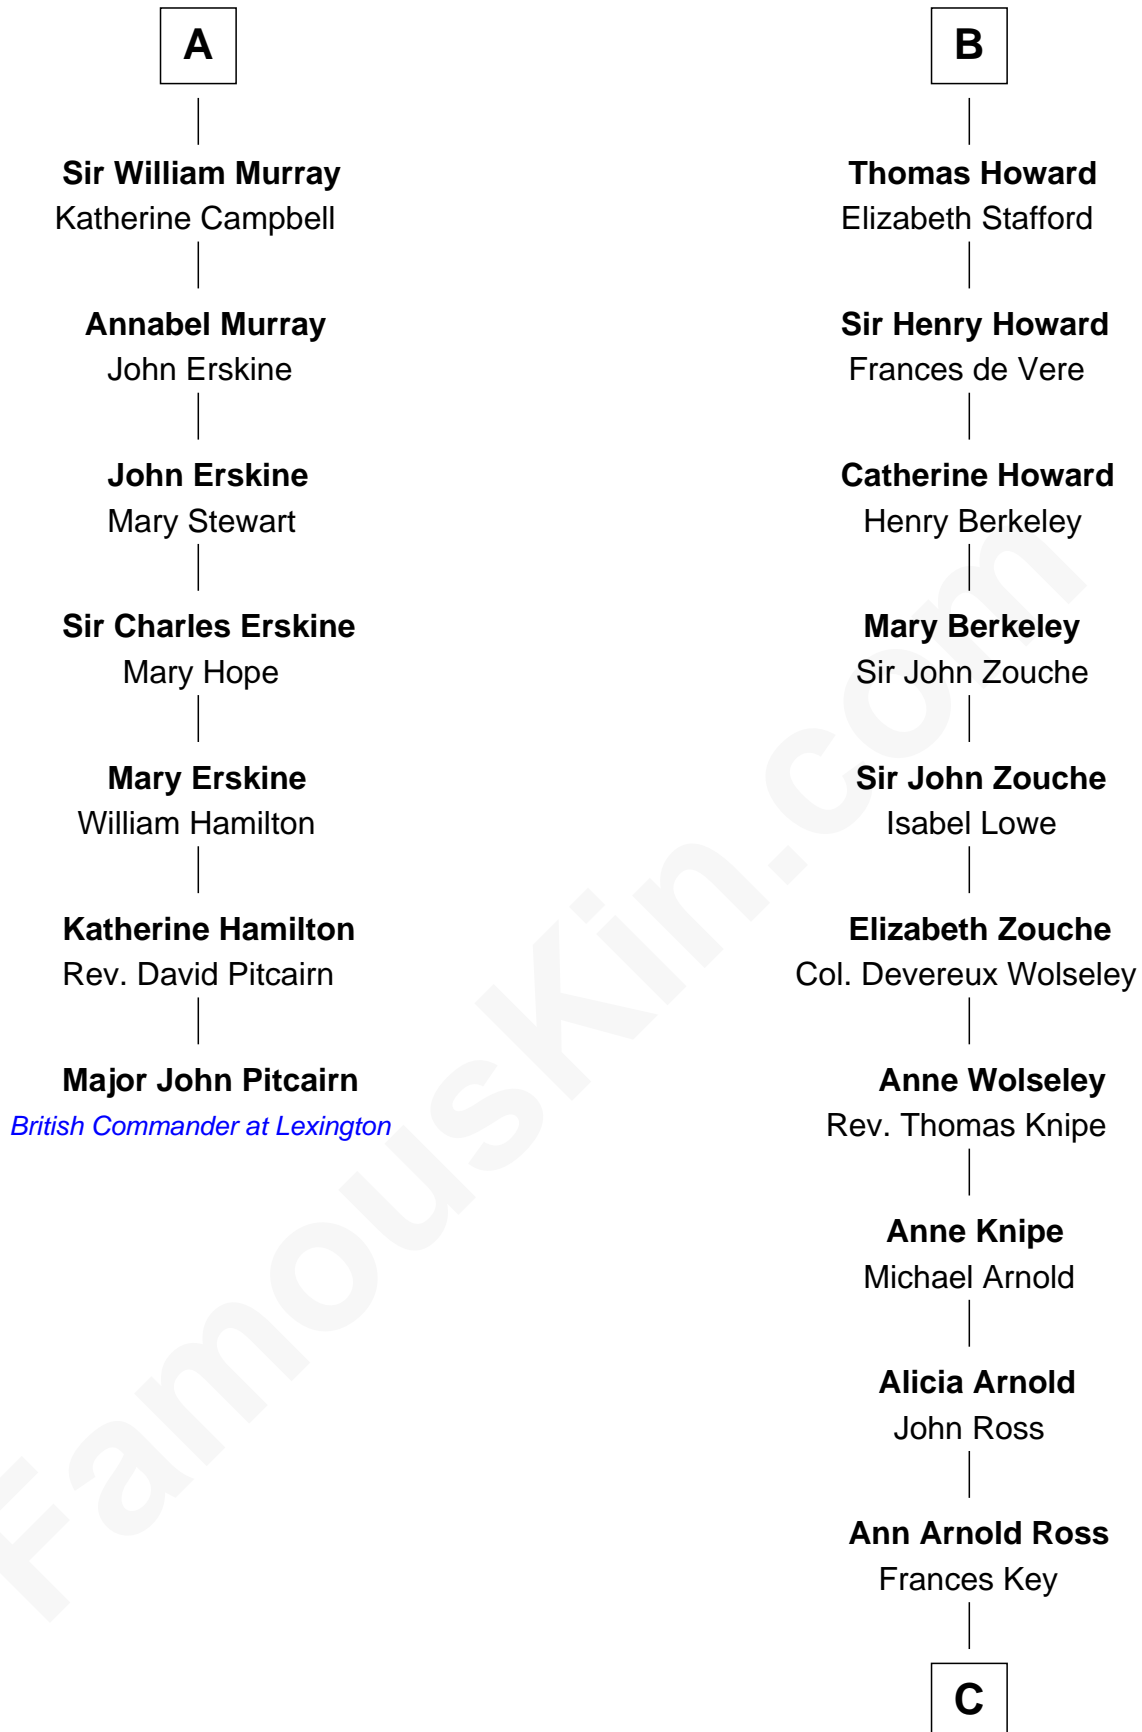 A
Sir William Murray
Katherine Campbell
Annabel Murray
John Erskine
John Erskine
Mary Stewart
Sir Charles Erskine
Mary Hope
Mary Erskine
William Hamilton
Katherine Hamilton
Rev. David Pitcairn
Major John Pitcairn
British Commander at Lexington
B
Thomas Howard
Elizabeth Stafford
Sir Henry Howard
Frances de Vere
Catherine Howard
Henry Berkeley
Mary Berkeley
Sir John Zouche
Sir John Zouche
Isabel Lowe
Elizabeth Zouche
Col. Devereux Wolseley
Anne Wolseley
Rev. Thomas Knipe
Anne Knipe
Michael Arnold
Alicia Arnold
John Ross
Ann Arnold Ross
Frances Key
C
FamousKin.com